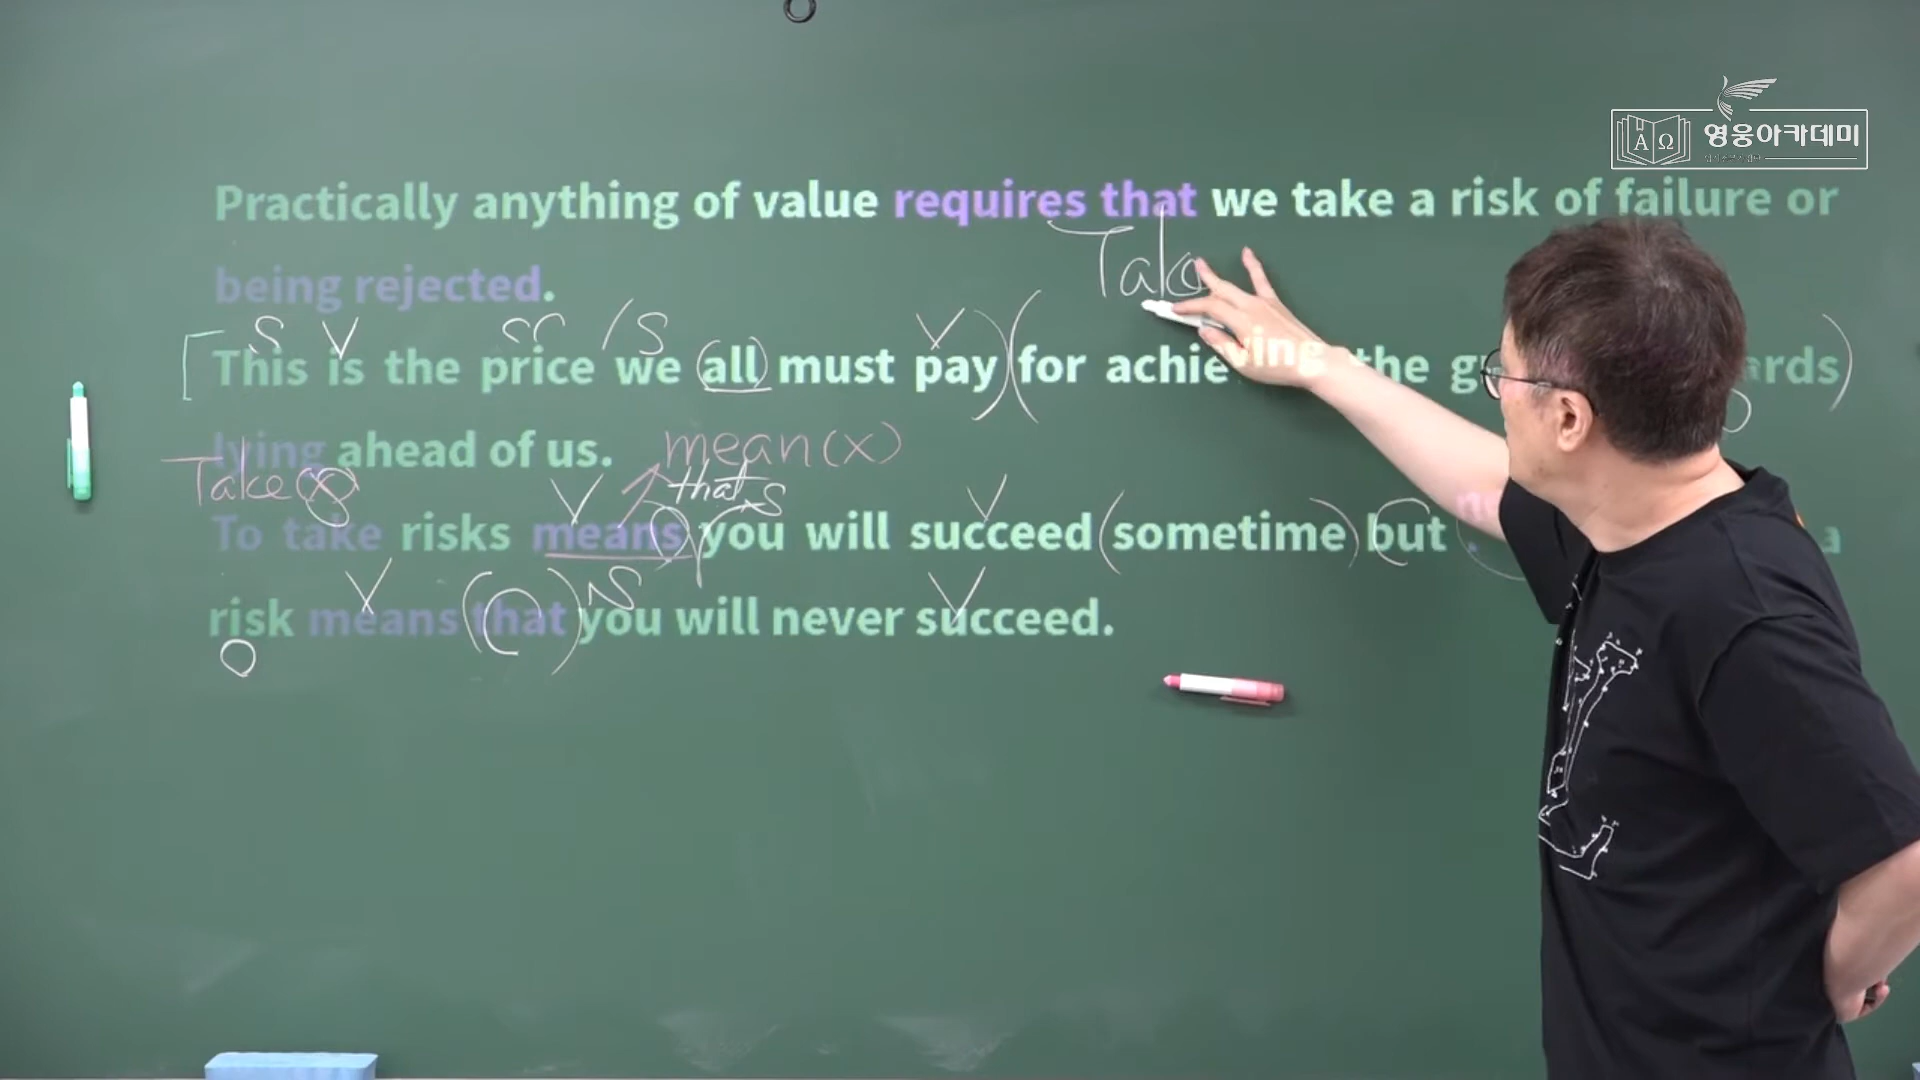 영웅아카데미
Practically anything of value requires that we take a risk of failure or
Take
being rejected.
S V SC / S V
This is the price we all must pay for achieving the ards
O
lying ahead of us. mean(x)
Take(
V that S V
To take risks means you will succeed (sometime) but a
V S V
risk means (that) you will never succeed.
O